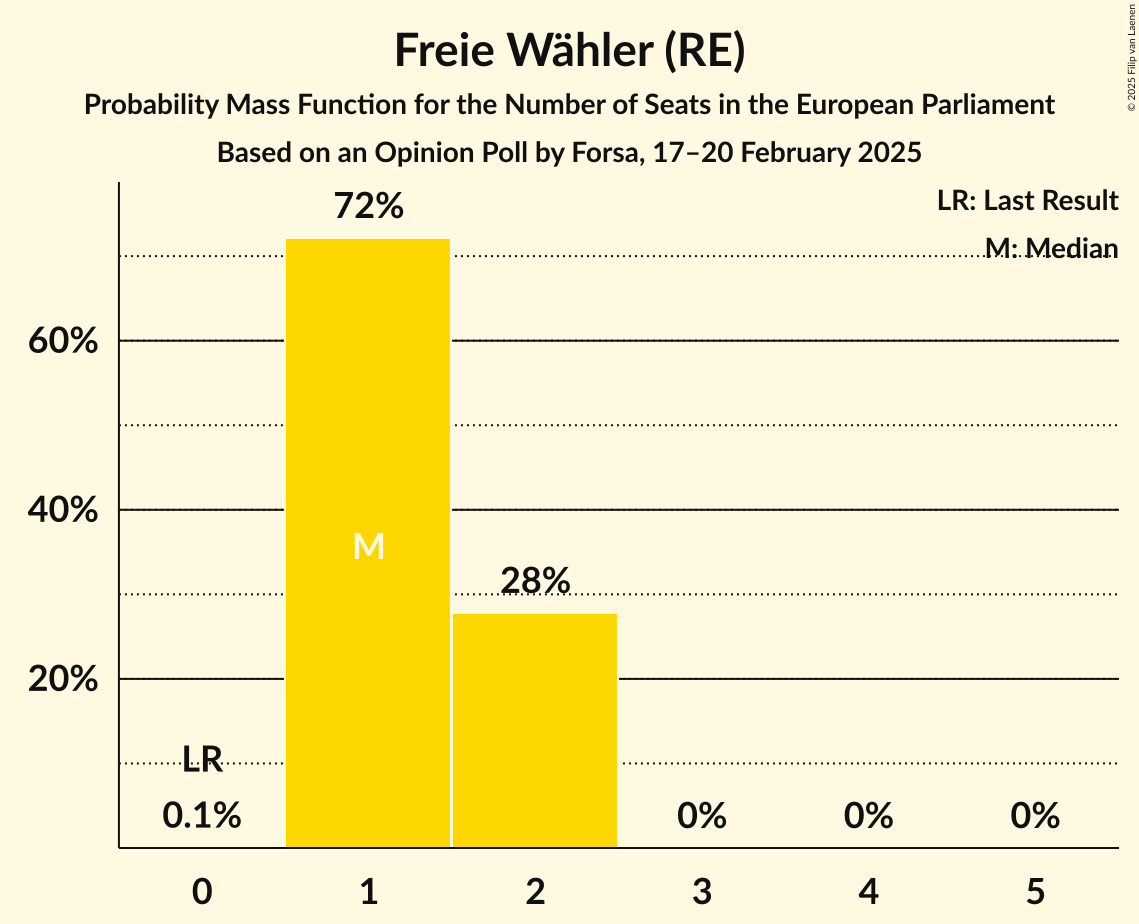 Freie Wähler (RE)
Probability Mass Function for the Number of Seats in the European Parliament
Based on an Opinion Poll by Forsa, 17–20 February 2025
© 2025 Filip van Laenen
LR: Last Result
M: Median
72%
60%
40%
M
28%
20%
LR
0.1%
0%
0%
0%
0
1
2
3
4
5